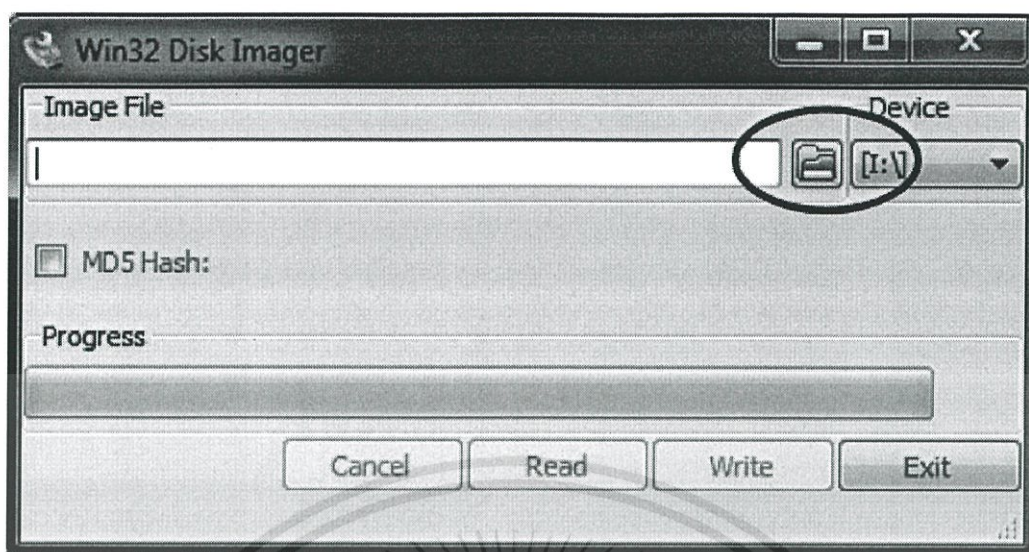 Win32 Disk Imager
Image File
Device
[I:\]
MD5 Hash:
Progress
Cancel
Read
Write
Exit